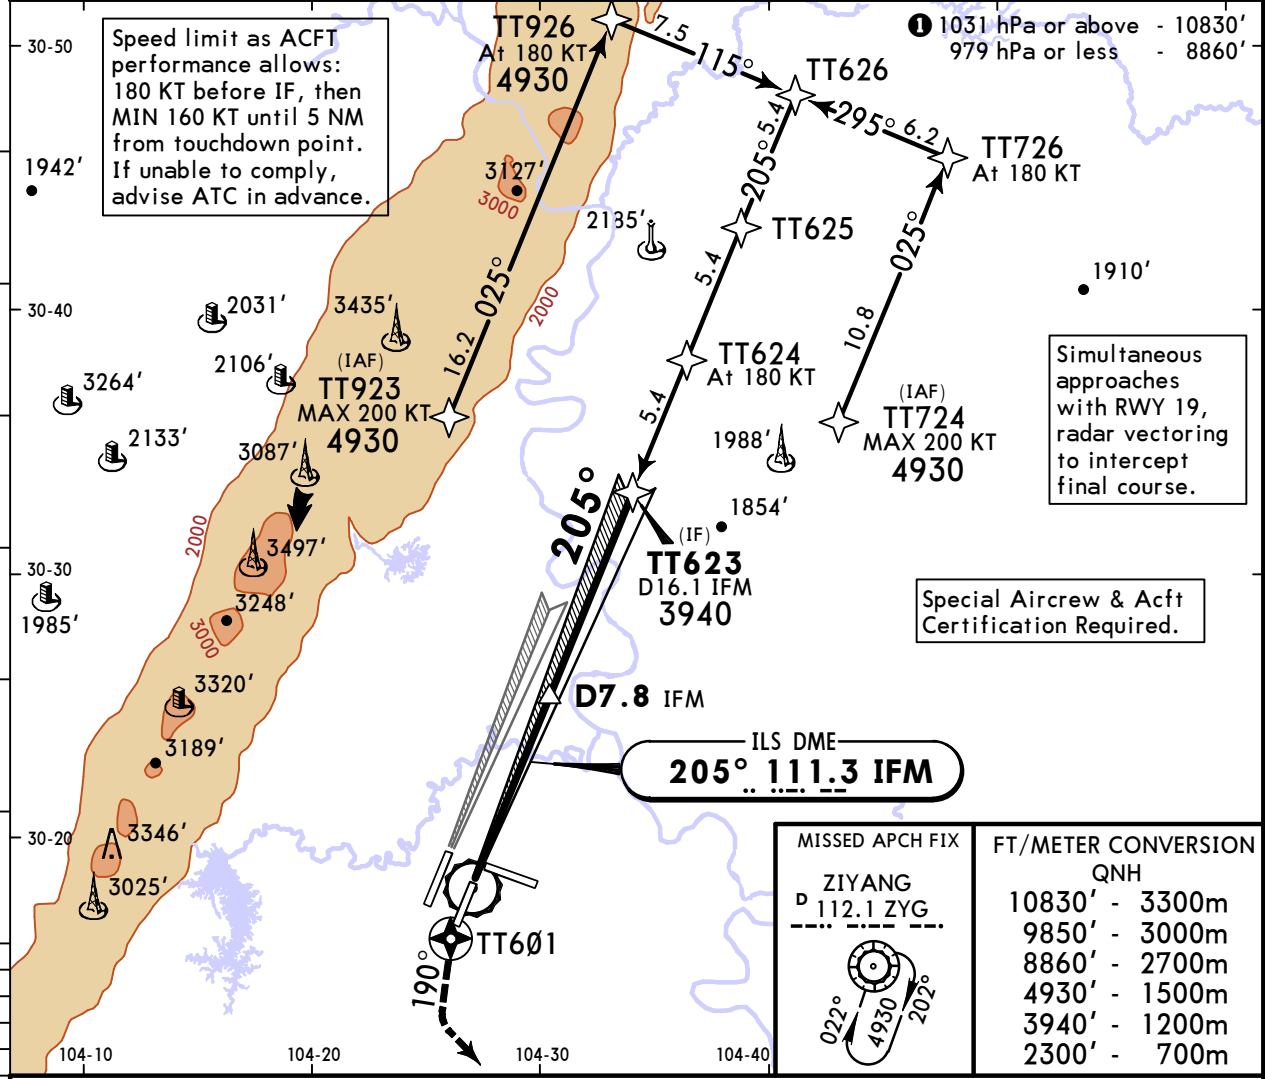 Speed limit as ACFT
performance allows:
180 KT before IF, then
MIN 160 KT until 5 NM
from touchdown point.
If unable to comply,
advise ATC in advance.
TT926
At 180 KT
4930
7.5
115°
TT626
1 1031 hPa or above - 10830'
979 hPa or less - 8860'
30-50
1942'
3127'
3000
2185'
5.4
205°
295°
6.2
TT726
At 180 KT
TT625
025°
16.2
2000
5.4
025°
10.8
1910'
30-40
2031'
3435'
2106'
3264'
2133'
(IAF)
TT923
MAX 200 KT
4930
TT624
At 180 KT
5.4
(IAF)
TT724
MAX 200 KT
4930
Simultaneous
approaches
with RWY 19,
radar vectoring
to intercept
final course.
3087'
1988'
1854'
2000
3497'
205°
(IF)
TT623
D16.1 IFM
3940
30-30
1985'
3248'
3000
Special Aircrew & Acft
Certification Required.
3320'
D7.8 IFM
3189'
ILS DME
205° 111.3 IFM
30-20
3346'
3025'
TT6Ø1
190°
MISSED APCH FIX
ZIYANG
D 112.1 ZYG
022°
4930
202°
FT/METER CONVERSION
QNH
10830' - 3300m
9850' - 3000m
8860' - 2700m
4930' - 1500m
3940' - 1200m
2300' - 700m
104-10
104-20
104-30
104-40